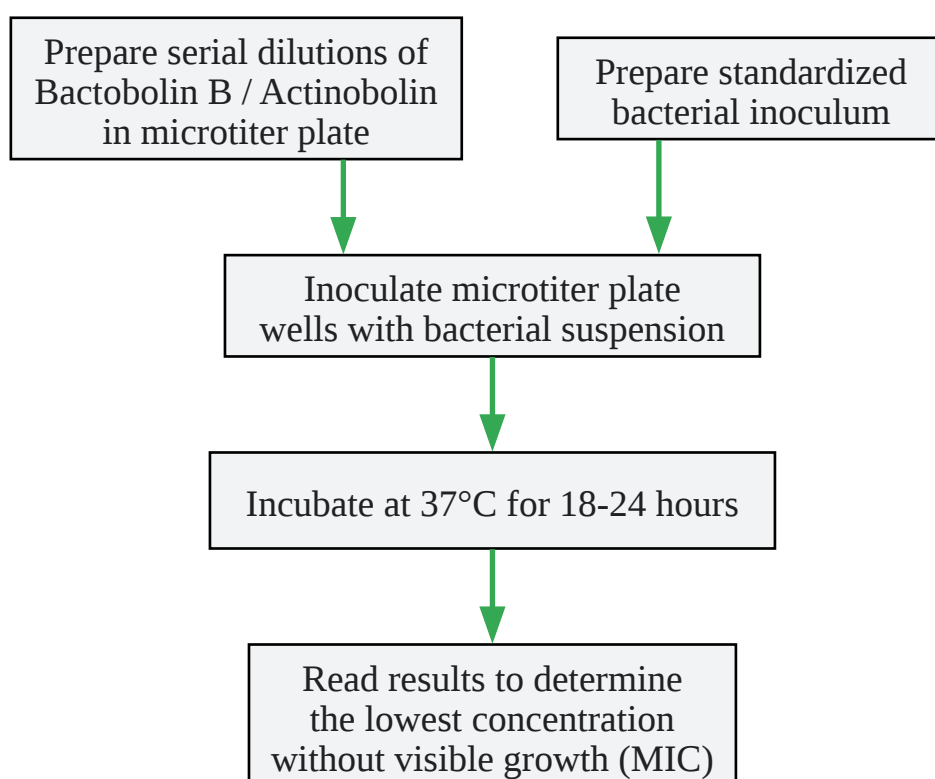 Prepare serial dilutions of
Bactobolin B / Actinobolin
in microtiter plate
Prepare standardized
bacterial inoculum
Inoculate microtiter plate
wells with bacterial suspension
Incubate at 37°C for 18-24 hours
Read results to determine
the lowest concentration
without visible growth (MIC)